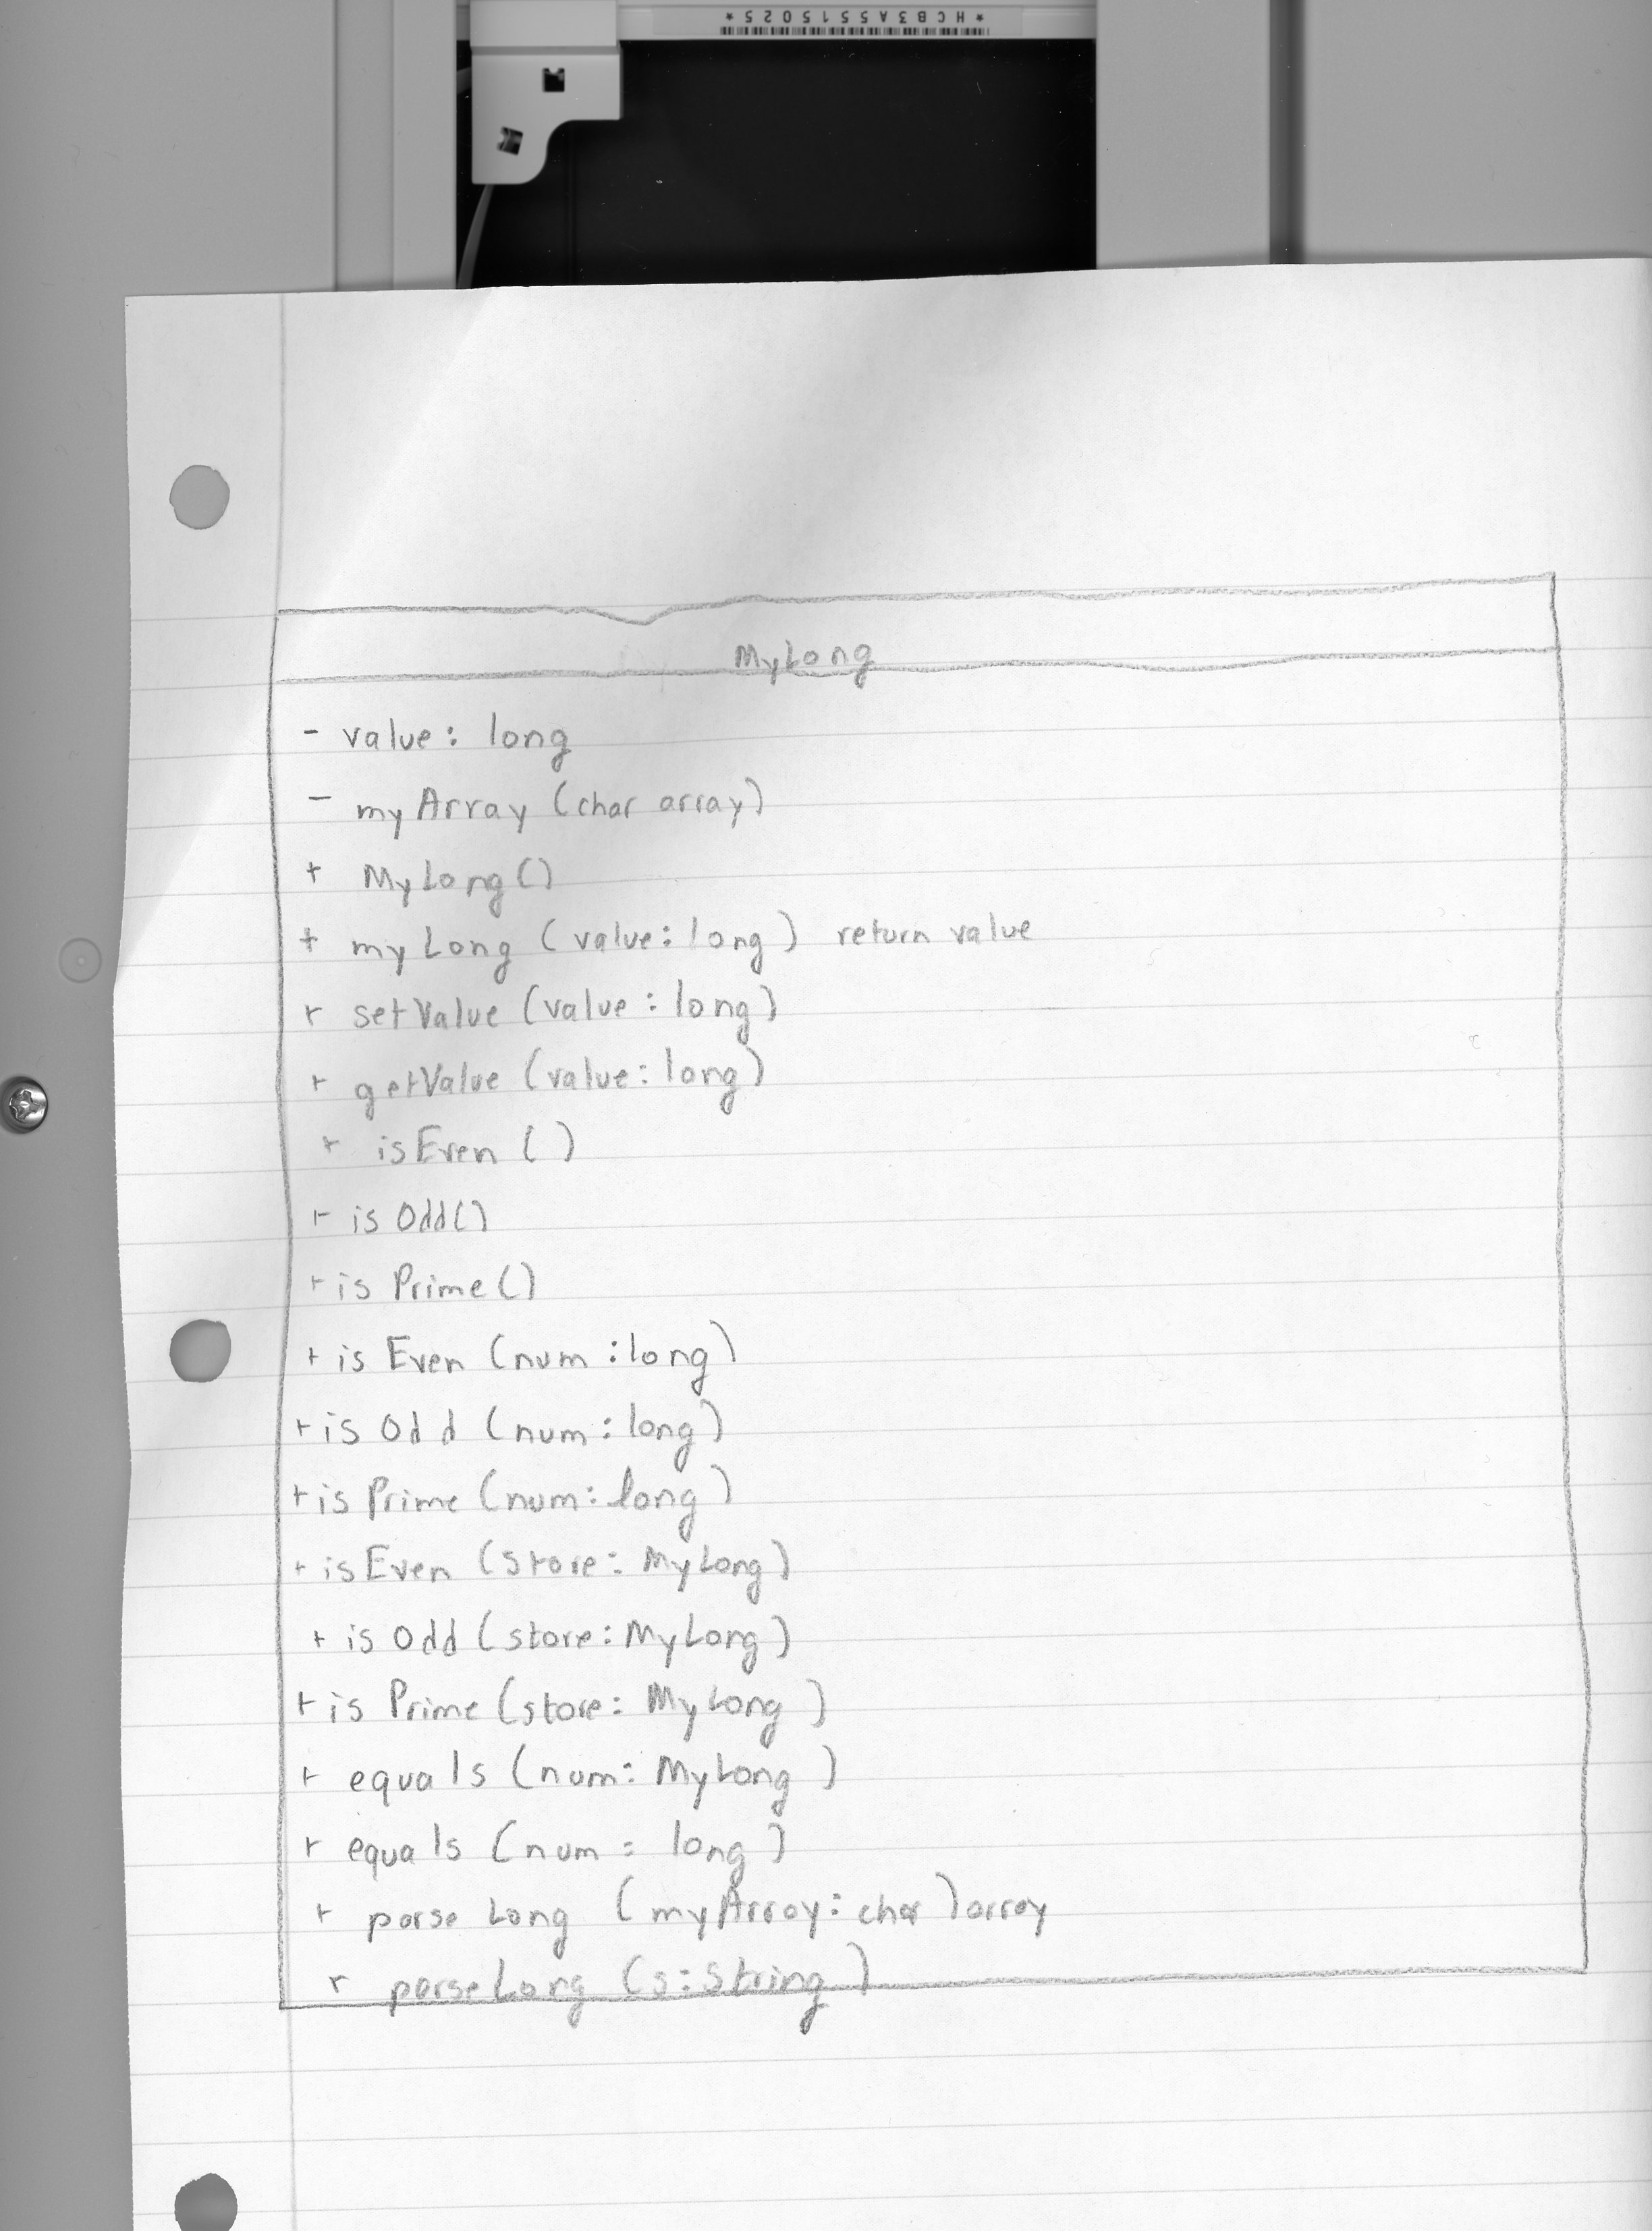 *HCB3A5515025*
MyLong
- value: long
- myArray (char array)
+ MyLong()
+ myLong (value: long) return value
+ setValue (value: long)
+ getValue (value: long)
+ isEven ()
+ is Odd()
+ is Prime()
+ is Even (num : long)
+ is Odd (num: long)
+ is Prime (num: long)
+ isEven (store: MyLong)
+ is Odd (store: MyLong)
+ is Prime (store: MyLong)
+ equals (num: MyLong)
+ equals (num : long)
+ parse Long (myArray: char) array
+ parseLong (s: String)